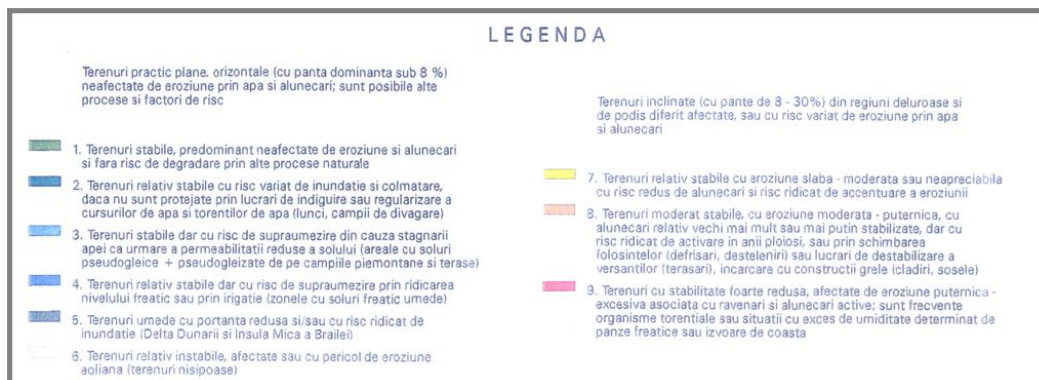 LEGENDA
Terenuri practic plane, orizontale (cu panta dominanta sub 8 %)
neafectate de eroziune prin apa si alunecari; sunt posibile alte
procese si factori de risc
1. Terenuri stabile, predominant neafectate de eroziune si alunecari
si fara risc de degradare prin alte procese naturale
2. Terenuri relativ stabile cu risc variat de inundatie si colmatare,
daca nu sunt protejate prin lucrari de indiguire sau regularizare a
cursurilor de apa si torentilor de apa (lunci, campii de divagare)
3. Terenuri stabile dar cu risc de supraumezire din cauza stagnarii
apei ca urmare a permeabilitatii reduse a solului (areale cu soluri
pseudogleice + pseudogleizate de pe campiile piemontane si terase)
4. Terenuri relativ stabile dar cu risc de supraumezire prin ridicarea
nivelului freatic sau prin irigatie (zonele cu soluri freatic umede)
5. Terenuri umede cu portanta redusa si/sau cu risc ridicat de
inundatie (Delta Dunarii si Insula Mica a Brailei)
6. Terenuri relativ instabile, afectate sau cu pericol de eroziune
eoliana (terenuri nisipoase)
Terenuri inclinate (cu pante de 8 - 30%) din regiuni deluroase si
de podis diferit afectate, sau cu risc variat de eroziune prin apa
si alunecari
7. Terenuri relativ stabile cu eroziune slaba - moderata sau neapreciabila
cu risc redus de alunecari si risc ridicat de accentuare a eroziunii
8. Terenuri moderat stabile, cu eroziune moderata - puternica, cu
alunecari relativ vechi mai mult sau mai putin stabilizate, dar cu
risc ridicat de activare in anii ploiosi, sau prin schimbarea
folosintelor (defrisari, desteleniri) sau lucrari de destabilizare a
versantilor (terasari), incarcare cu constructii grele (cladiri, sosele)
9. Terenuri cu stabilitate foarte redusa, afectate de eroziune puternica -
excesiva asociata cu ravenari si alunecari active; sunt frecvente
organisme torentiale sau situatii cu exces de umiditate determinat de
panze freatice sau izvoare de coasta